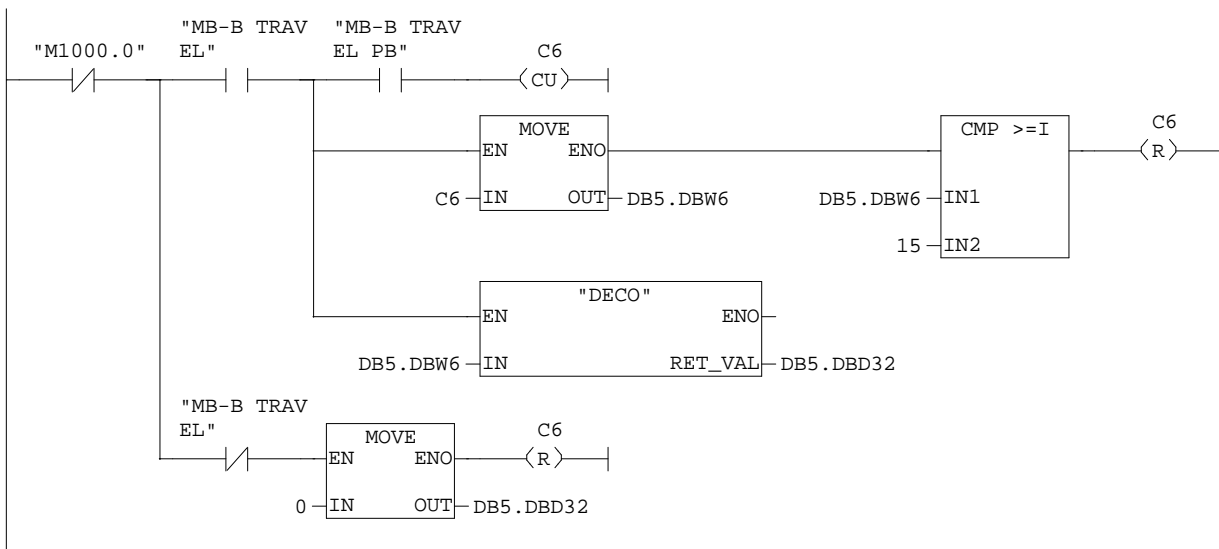 "MB-B TRAV
EL"
"MB-B TRAV
EL PB"
"M1000.0"
C6
CU
MOVE
EN ENO
C6 IN OUT DB5.DBW6
CMP >=I
DB5.DBW6 IN1
15 IN2
C6
R
"DECO"
EN ENO
DB5.DBW6 IN RET_VAL DB5.DBD32
"MB-B TRAV
EL"
MOVE
EN ENO
0 IN OUT DB5.DBD32
C6
R